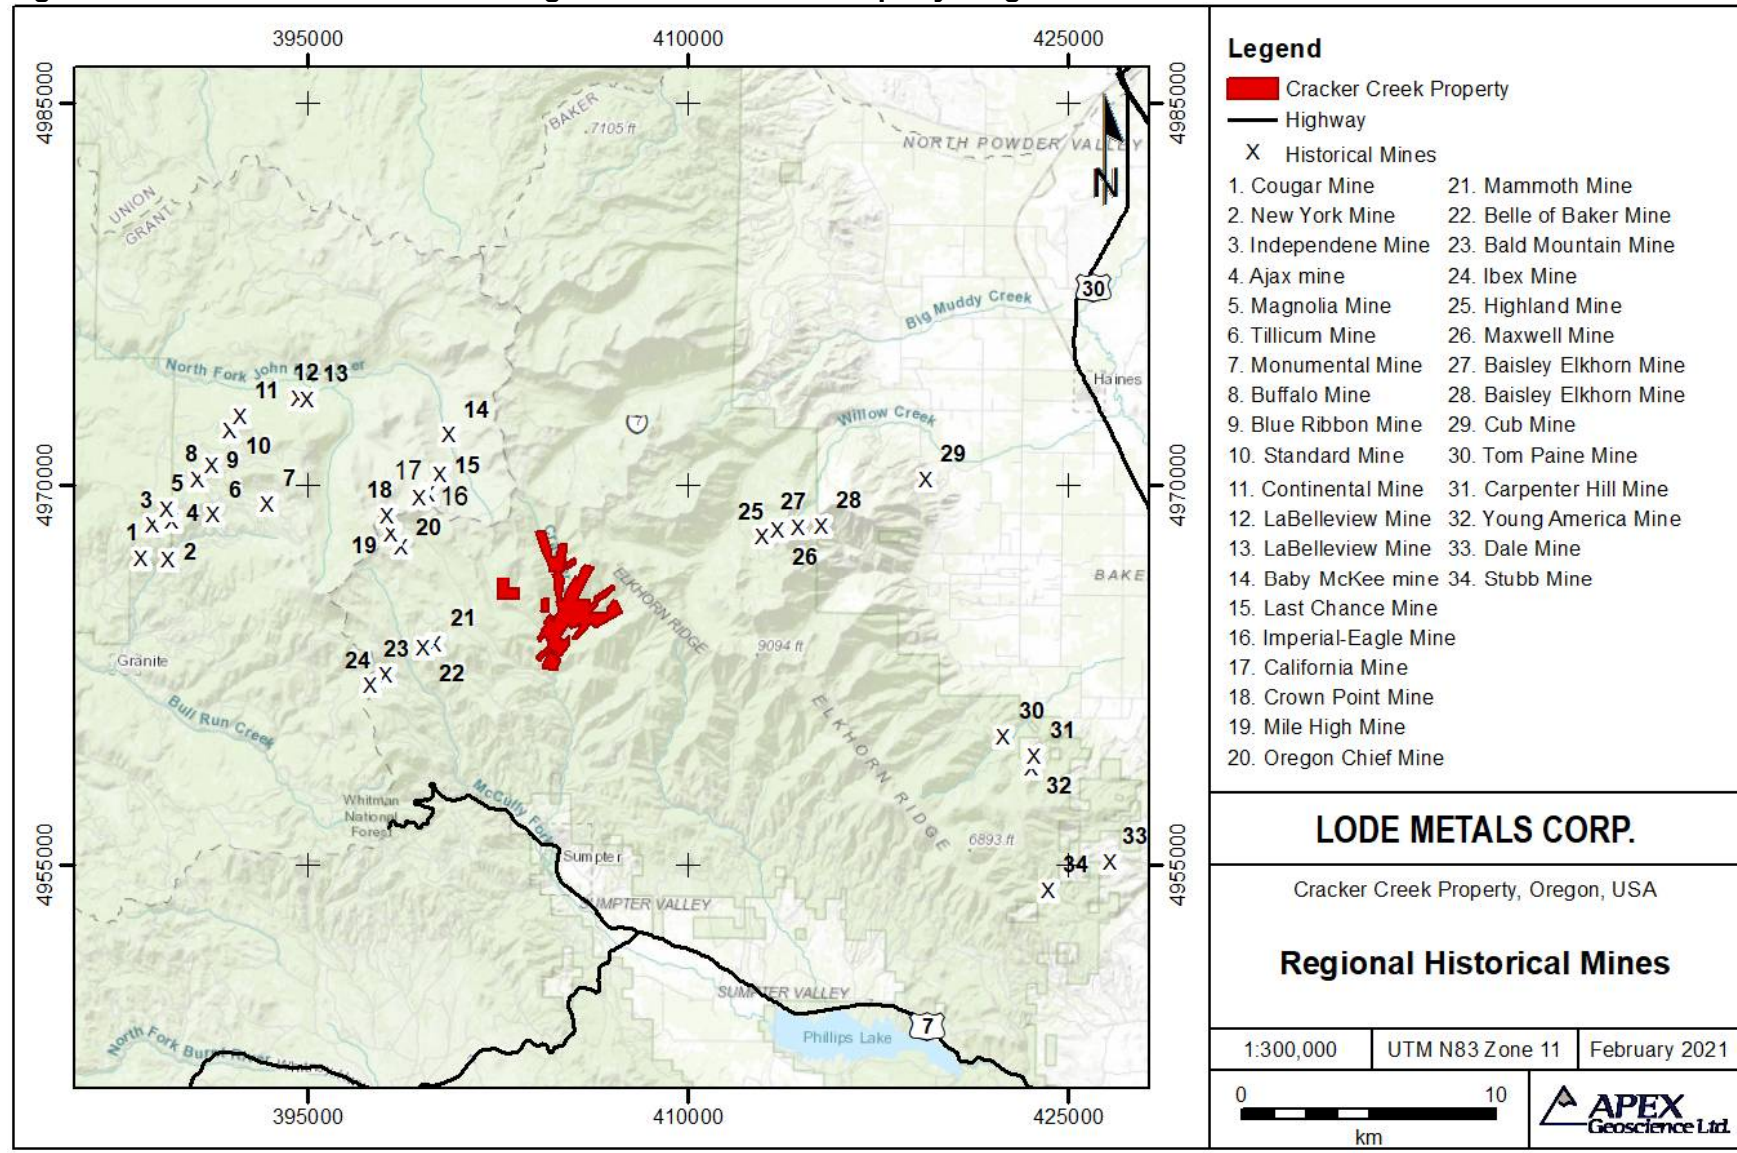 395000
410000
425000
4985000
4985000
BAKER
7105 ft
NORTH POWDER VALLEY
N
UNION
GRANT
30
Big Muddy Creek
North Fork John
12 13
11
Haines
14
Willow Creek
7
10
8
9
29
5
7
17
15
4970000
4970000
6
16
3
18
28
27
25
4
1
20
19
2
26
ELKHORN RIDGE
BAKE
21
9094 ft
Granite
24
23
22
Bull Run Creek
ELKHORN RIDGE
30
31
32
McCully Fork
Whitman
National
Forest
6893 ft
33
Sumpter
34
4955000
4955000
SUMPTER VALLEY
SUMPTER VALLEY
7
Phillips Lake
North Fork Burnt River
395000
410000
425000
Legend
Cracker Creek Property
Highway
X Historical Mines
1. Cougar Mine
2. New York Mine
3. Independene Mine
4. Ajax mine
5. Magnolia Mine
6. Tillicum Mine
7. Monumental Mine
8. Buffalo Mine
9. Blue Ribbon Mine
10. Standard Mine
11. Continental Mine
12. LaBelleview Mine
13. LaBelleview Mine
14. Baby McKee mine
15. Last Chance Mine
16. Imperial-Eagle Mine
17. California Mine
18. Crown Point Mine
19. Mile High Mine
20. Oregon Chief Mine
21. Mammoth Mine
22. Belle of Baker Mine
23. Bald Mountain Mine
24. Ibex Mine
25. Highland Mine
26. Maxwell Mine
27. Baisley Elkhorn Mine
28. Baisley Elkhorn Mine
29. Cub Mine
30. Tom Paine Mine
31. Carpenter Hill Mine
32. Young America Mine
33. Dale Mine
34. Stubb Mine
LODE METALS CORP.
Cracker Creek Property, Oregon, USA
Regional Historical Mines
1:300,000
UTM N83 Zone 11
February 2021
0 10
km
APEX
Geoscience Ltd.